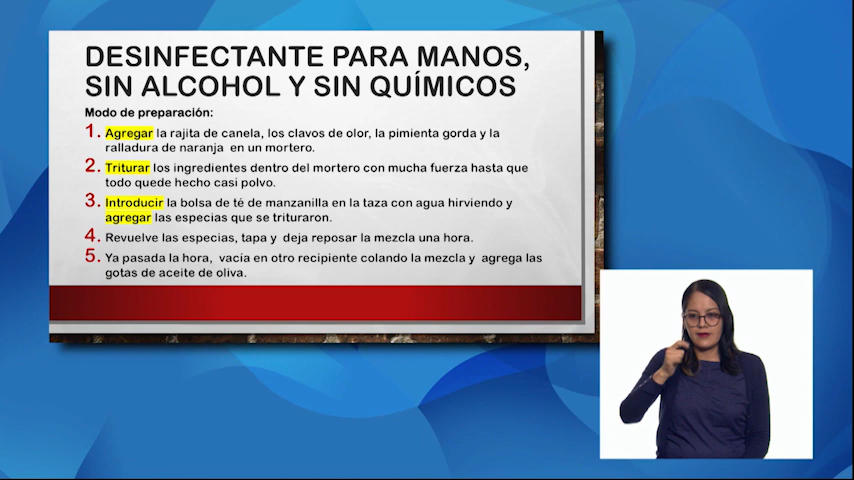 DESINFECTANTE PARA MANOS,
SIN ALCOHOL Y SIN QUÍMICOS
Modo de preparación:
1. Agregar la rajita de canela, los clavos de olor, la pimienta gorda y la
ralladura de naranja en un mortero.
2. Triturar los ingredientes dentro del mortero con mucha fuerza hasta que
todo quede hecho casi polvo.
3. Introducir la bolsa de té de manzanilla en la taza con agua hirviendo y
agregar las especias que se trituraron.
4. Revuelve las especias, tapa y deja reposar la mezcla una hora.
5. Ya pasada la hora, vacía en otro recipiente colando la mezcla y agrega las
gotas de aceite de oliva.